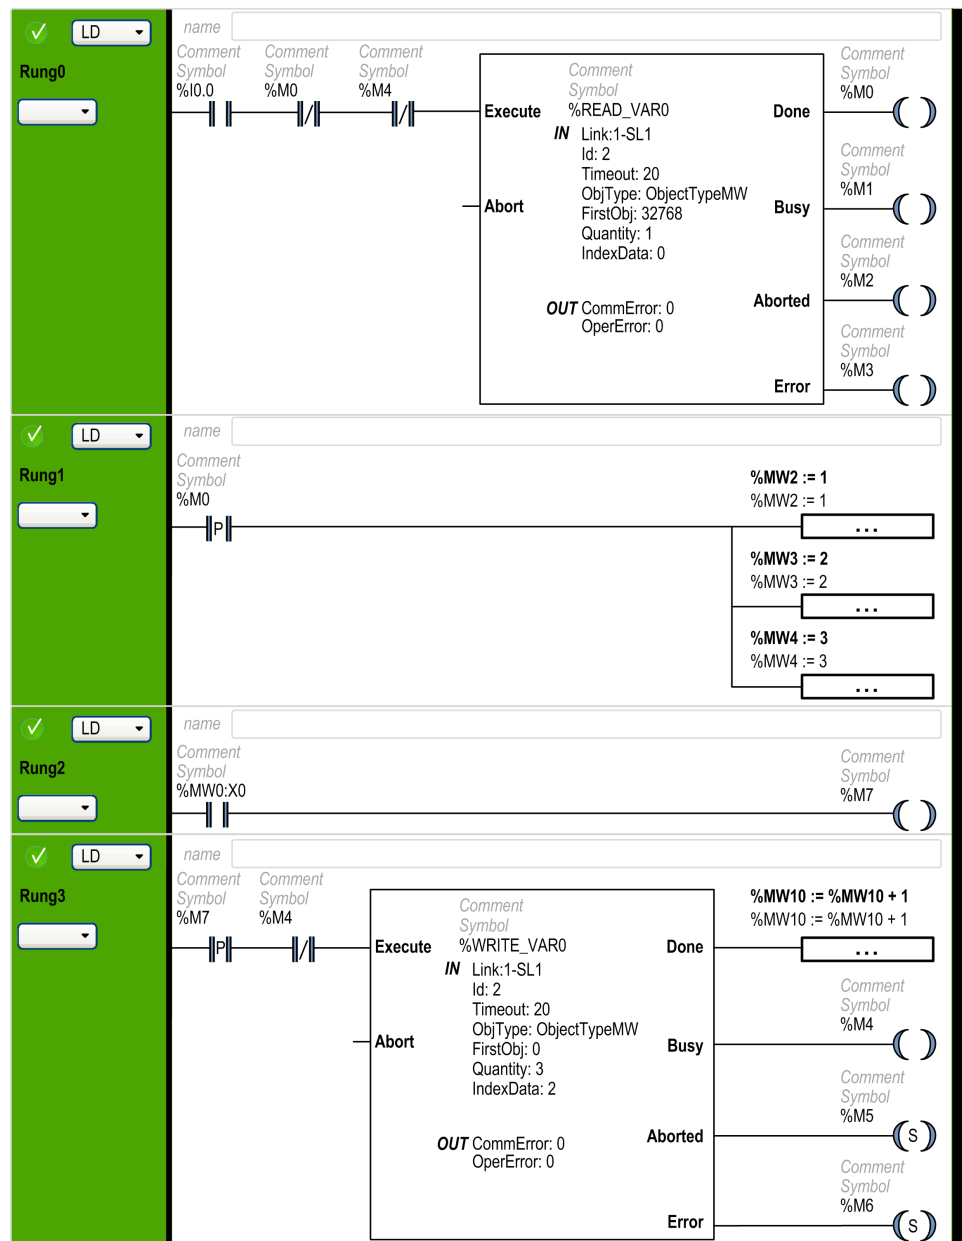 LD
name
Rung0
Comment Comment Comment
Symbol Symbol Symbol
%I0.0 %M0 %M4
Comment
Symbol
%READ_VAR0
Execute
IN Link:1-SL1
Id: 2
Timeout: 20
ObjType: ObjectTypeMW
FirstObj: 32768
Quantity: 1
IndexData: 0
Abort
OUT CommError: 0
OperError: 0
Done
Comment
Symbol
%M0
Busy
Comment
Symbol
%M1
Aborted
Comment
Symbol
%M2
Error
Comment
Symbol
%M3
LD
name
Rung1
Comment
Symbol
%M0
P
%MW2 := 1
%MW2 := 1
...
%MW3 := 2
%MW3 := 2
...
%MW4 := 3
%MW4 := 3
...
LD
name
Rung2
Comment
Symbol
%MW0:X0
Comment
Symbol
%M7
LD
name
Rung3
Comment Comment
Symbol Symbol
%M7 %M4
P
Comment
Symbol
%WRITE_VAR0
Execute
IN Link:1-SL1
Id: 2
Timeout: 20
ObjType: ObjectTypeMW
FirstObj: 0
Quantity: 3
IndexData: 2
Abort
OUT CommError: 0
OperError: 0
Done
%MW10 := %MW10 + 1
%MW10 := %MW10 + 1
...
Busy
Comment
Symbol
%M4
Aborted
Comment
Symbol
%M5
S
Error
Comment
Symbol
%M6
S